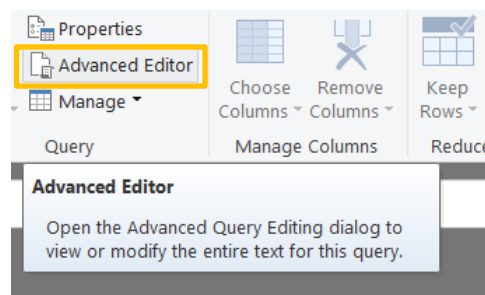 Properties
Advanced Editor
Manage
Choose
Columns
Remove
Columns
Keep
Rows
Query
Manage Columns
Reduce
Advanced Editor
Open the Advanced Query Editing dialog to
view or modify the entire text for this query.